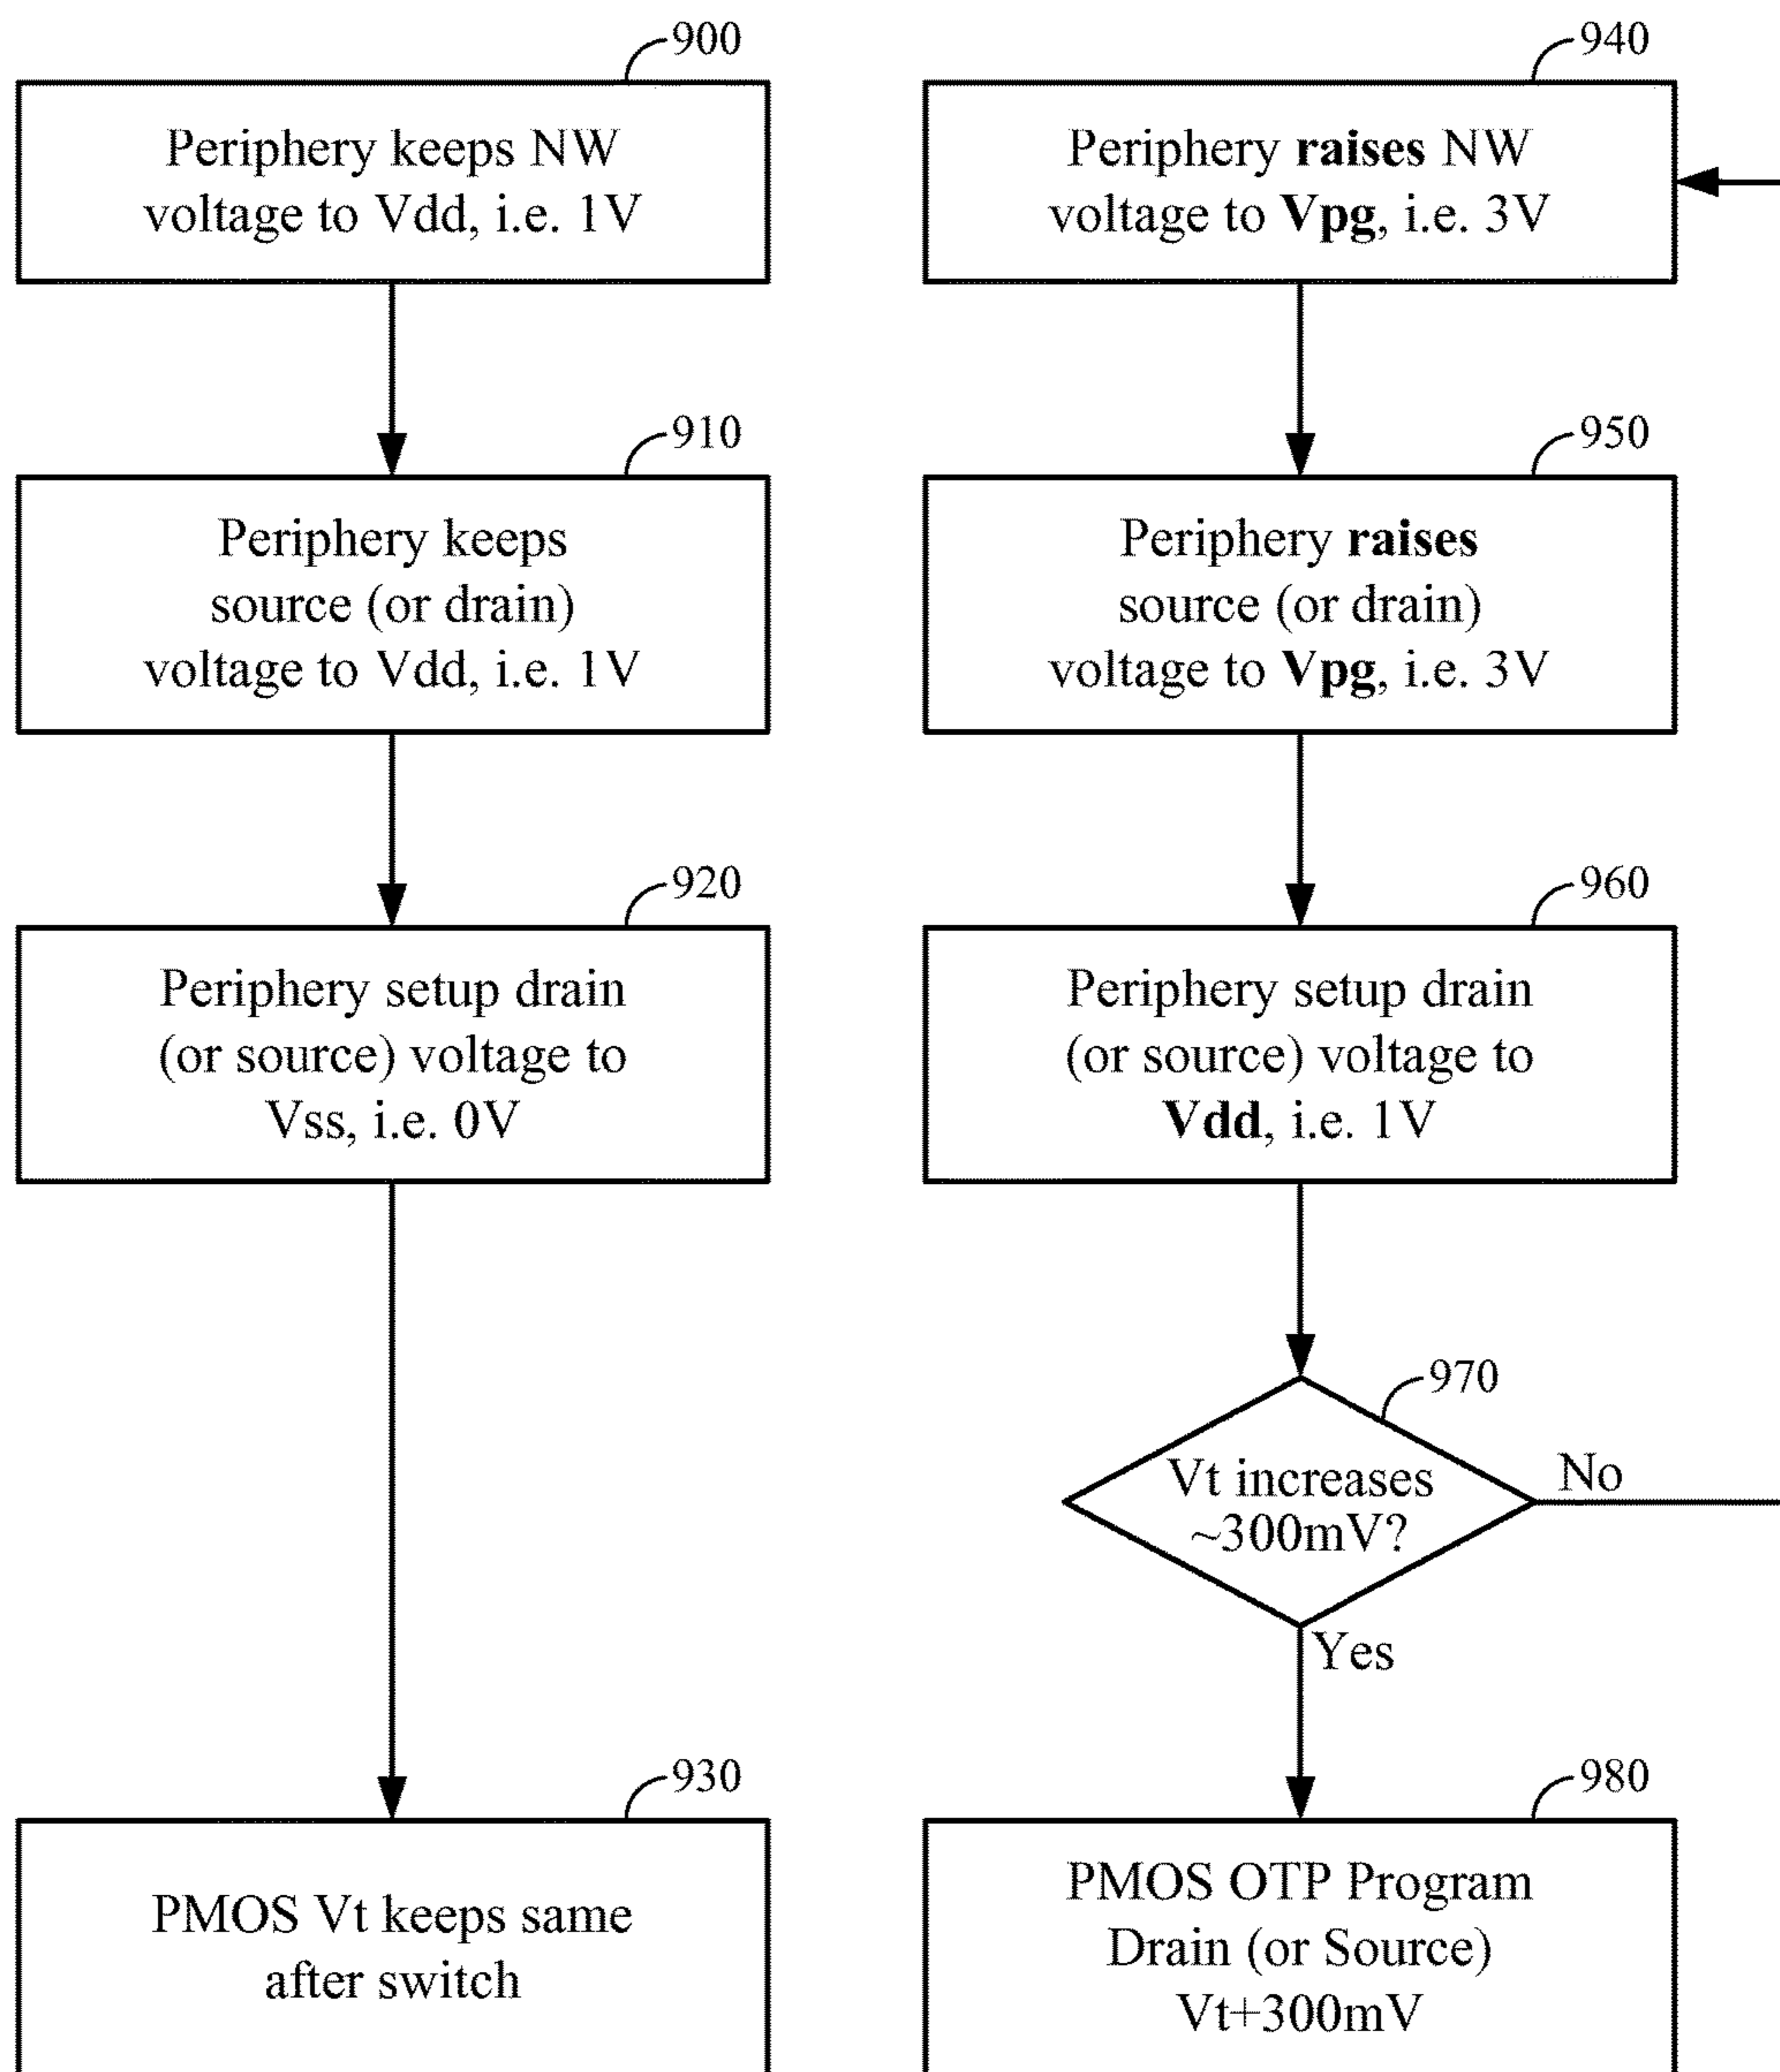 900
Periphery keeps NW
voltage to Vdd, i.e. 1V
910
Periphery keeps
source (or drain)
voltage to Vdd, i.e. 1V
920
Periphery setup drain
(or source) voltage to
Vss, i.e. 0V
930
PMOS Vt keeps same
after switch
940
Periphery raises NW
voltage to Vpg, i.e. 3V
950
Periphery raises
source (or drain)
voltage to Vpg, i.e. 3V
960
Periphery setup drain
(or source) voltage to
Vdd, i.e. 1V
970
Vt increases
~300mV?
No
Yes
980
PMOS OTP Program
Drain (or Source)
Vt+300mV